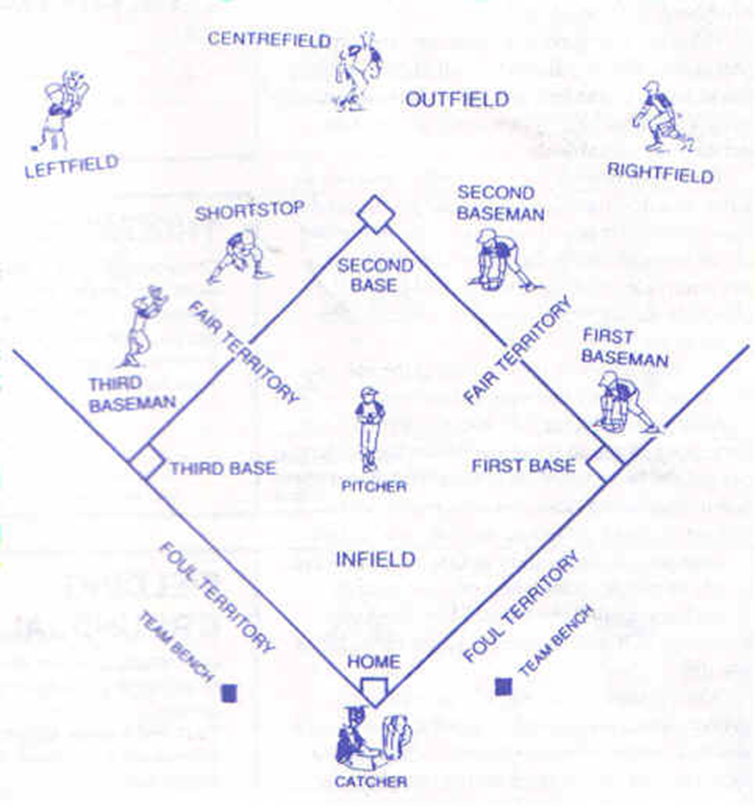 CENTREFIELD
OUTFIELD
LEFTFIELD
RIGHTFIELD
SHORTSTOP
SECOND
BASEMAN
SECOND
BASE
FAIR TERRITORY
FAIR TERRITORY
FIRST
BASEMAN
THIRD
BASEMAN
THIRD BASE
FIRST BASE
PITCHER
INFIELD
FOUL TERRITORY
FOUL TERRITORY
TEAM BENCH
TEAM BENCH
HOME
CATCHER